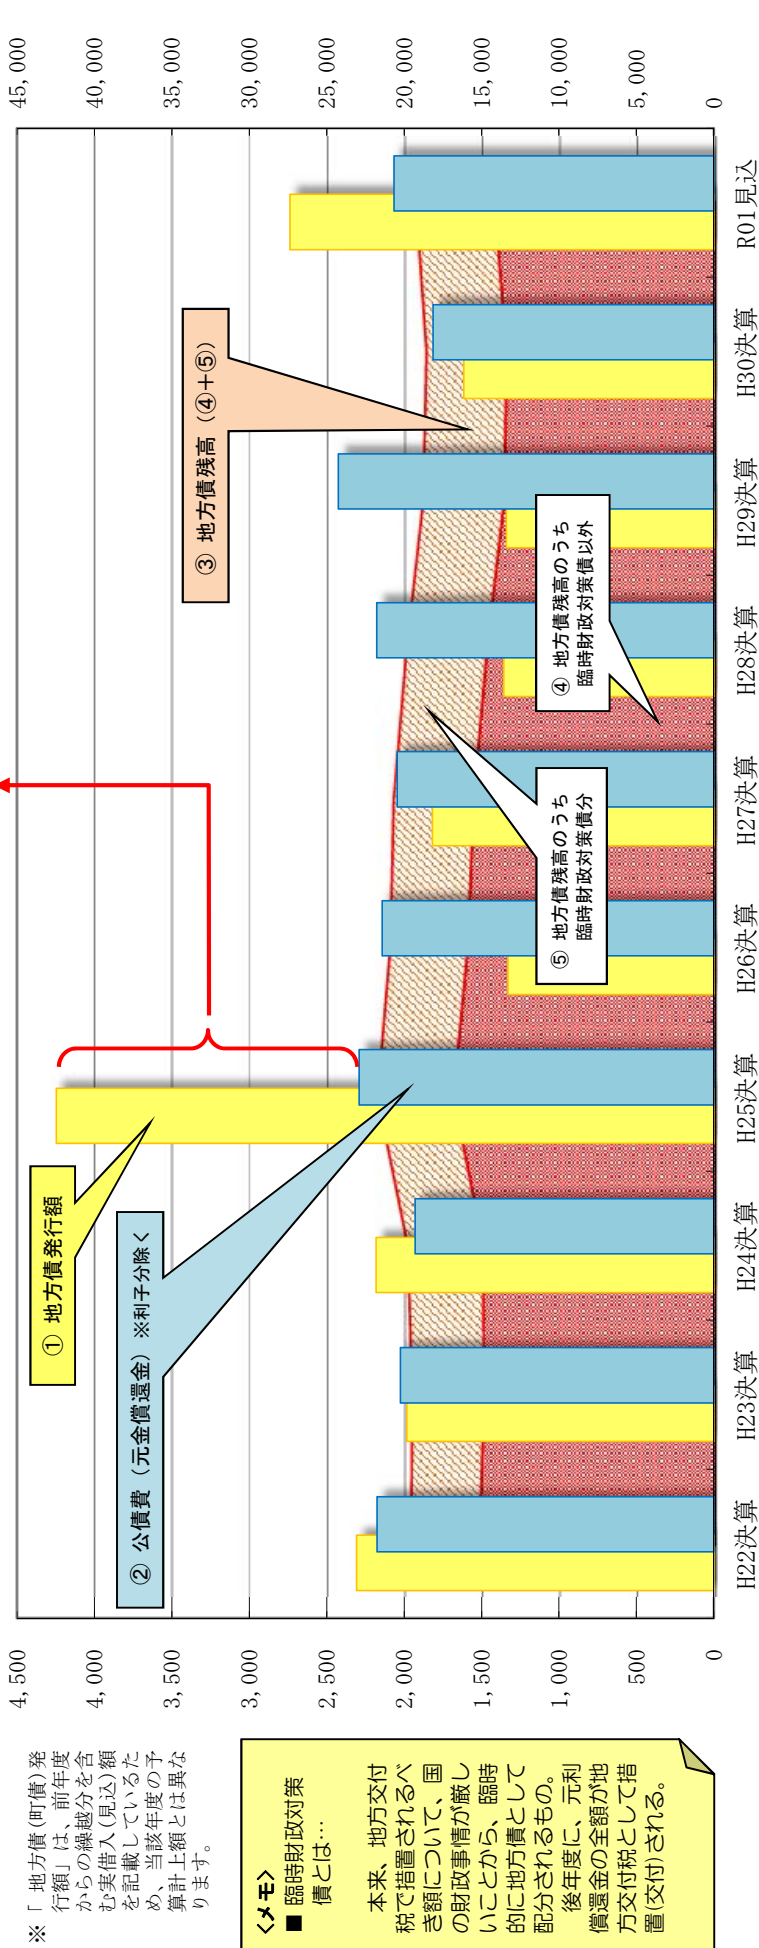 ※「地方債(町債)発
行額」は、前年度
からの繰越分を含
む実借入(見込)額
を記載しているた
め、当該年度の予
算計上額とは異な
ります。
<メモ>
■ 臨時財政対策
債とは…
本来、地方交付
税で措置されるべ
き額について、国
の財政事情が厳し
いことから、臨時
的に地方債として
配分されるもの。
後年度に、元利
償還金の全額が地
方交付税として措
置(交付)される。
4,500
4,000
3,500
3,000
2,500
2,000
1,500
1,000
500
0
① 地方債発行額
② 公債費（元金償還金）※利子分除く
③ 地方債残高（④＋⑤）
⑤ 地方債残高のうち
臨時財政対策債分
④ 地方債残高のうち
臨時財政対策債以外
45,000
40,000
35,000
30,000
25,000
20,000
15,000
10,000
5,000
0
H22決算
H23決算
H24決算
H25決算
H26決算
H27決算
H28決算
H29決算
H30決算
R01見込